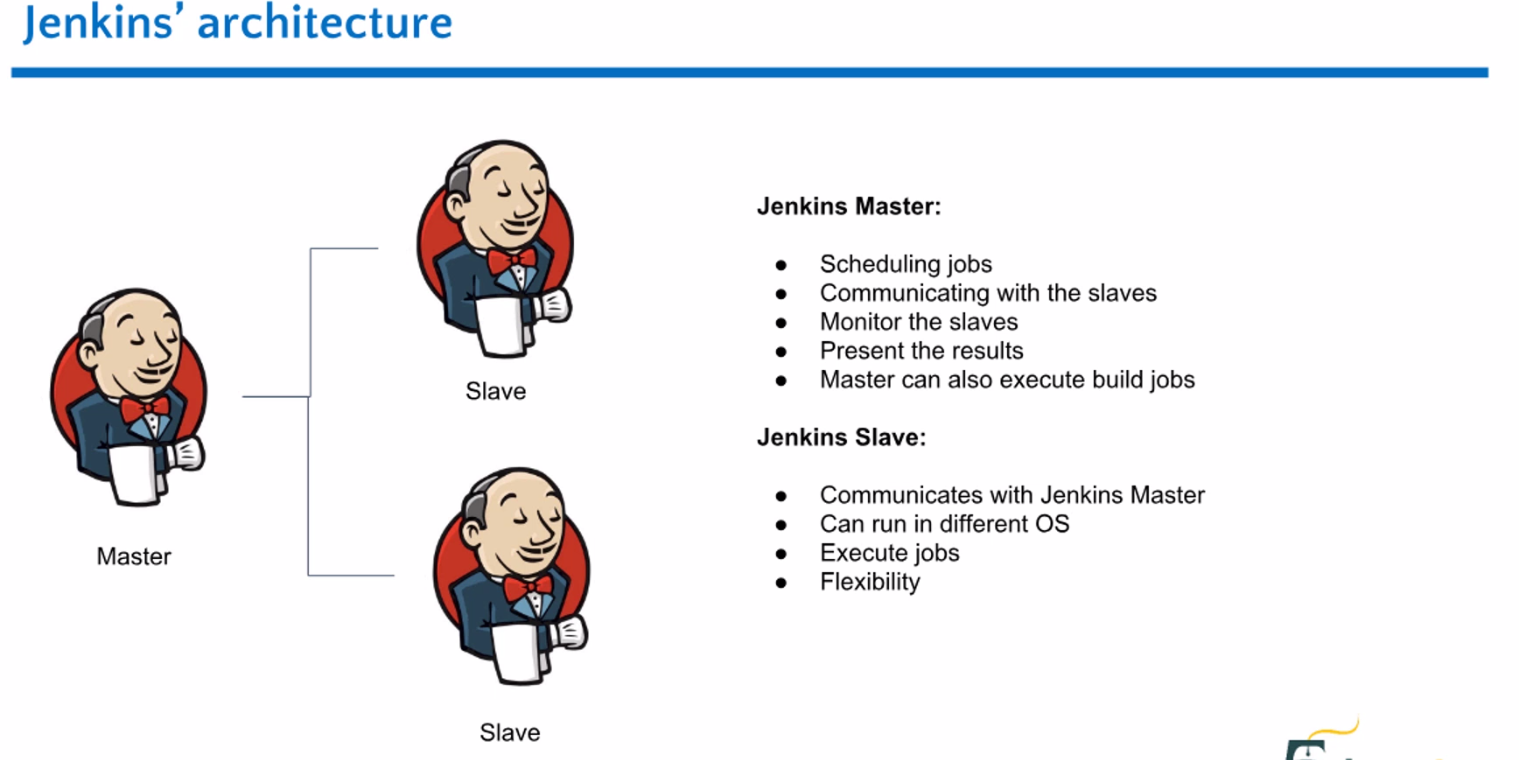 Jenkins’ architecture
Master
Slave
Slave
Jenkins Master:
● Scheduling jobs
● Communicating with the slaves
● Monitor the slaves
● Present the results
● Master can also execute build jobs
Jenkins Slave:
● Communicates with Jenkins Master
● Can run in different OS
● Execute jobs
● Flexibility